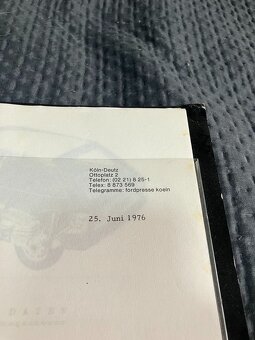 Köln-Deutz
Ottoplatz 2
Telefon: (02 21) 8 25-1
Telex: 8 873 569
Telegramme: fordpresse koeln
25. Juni 1976
DATEN